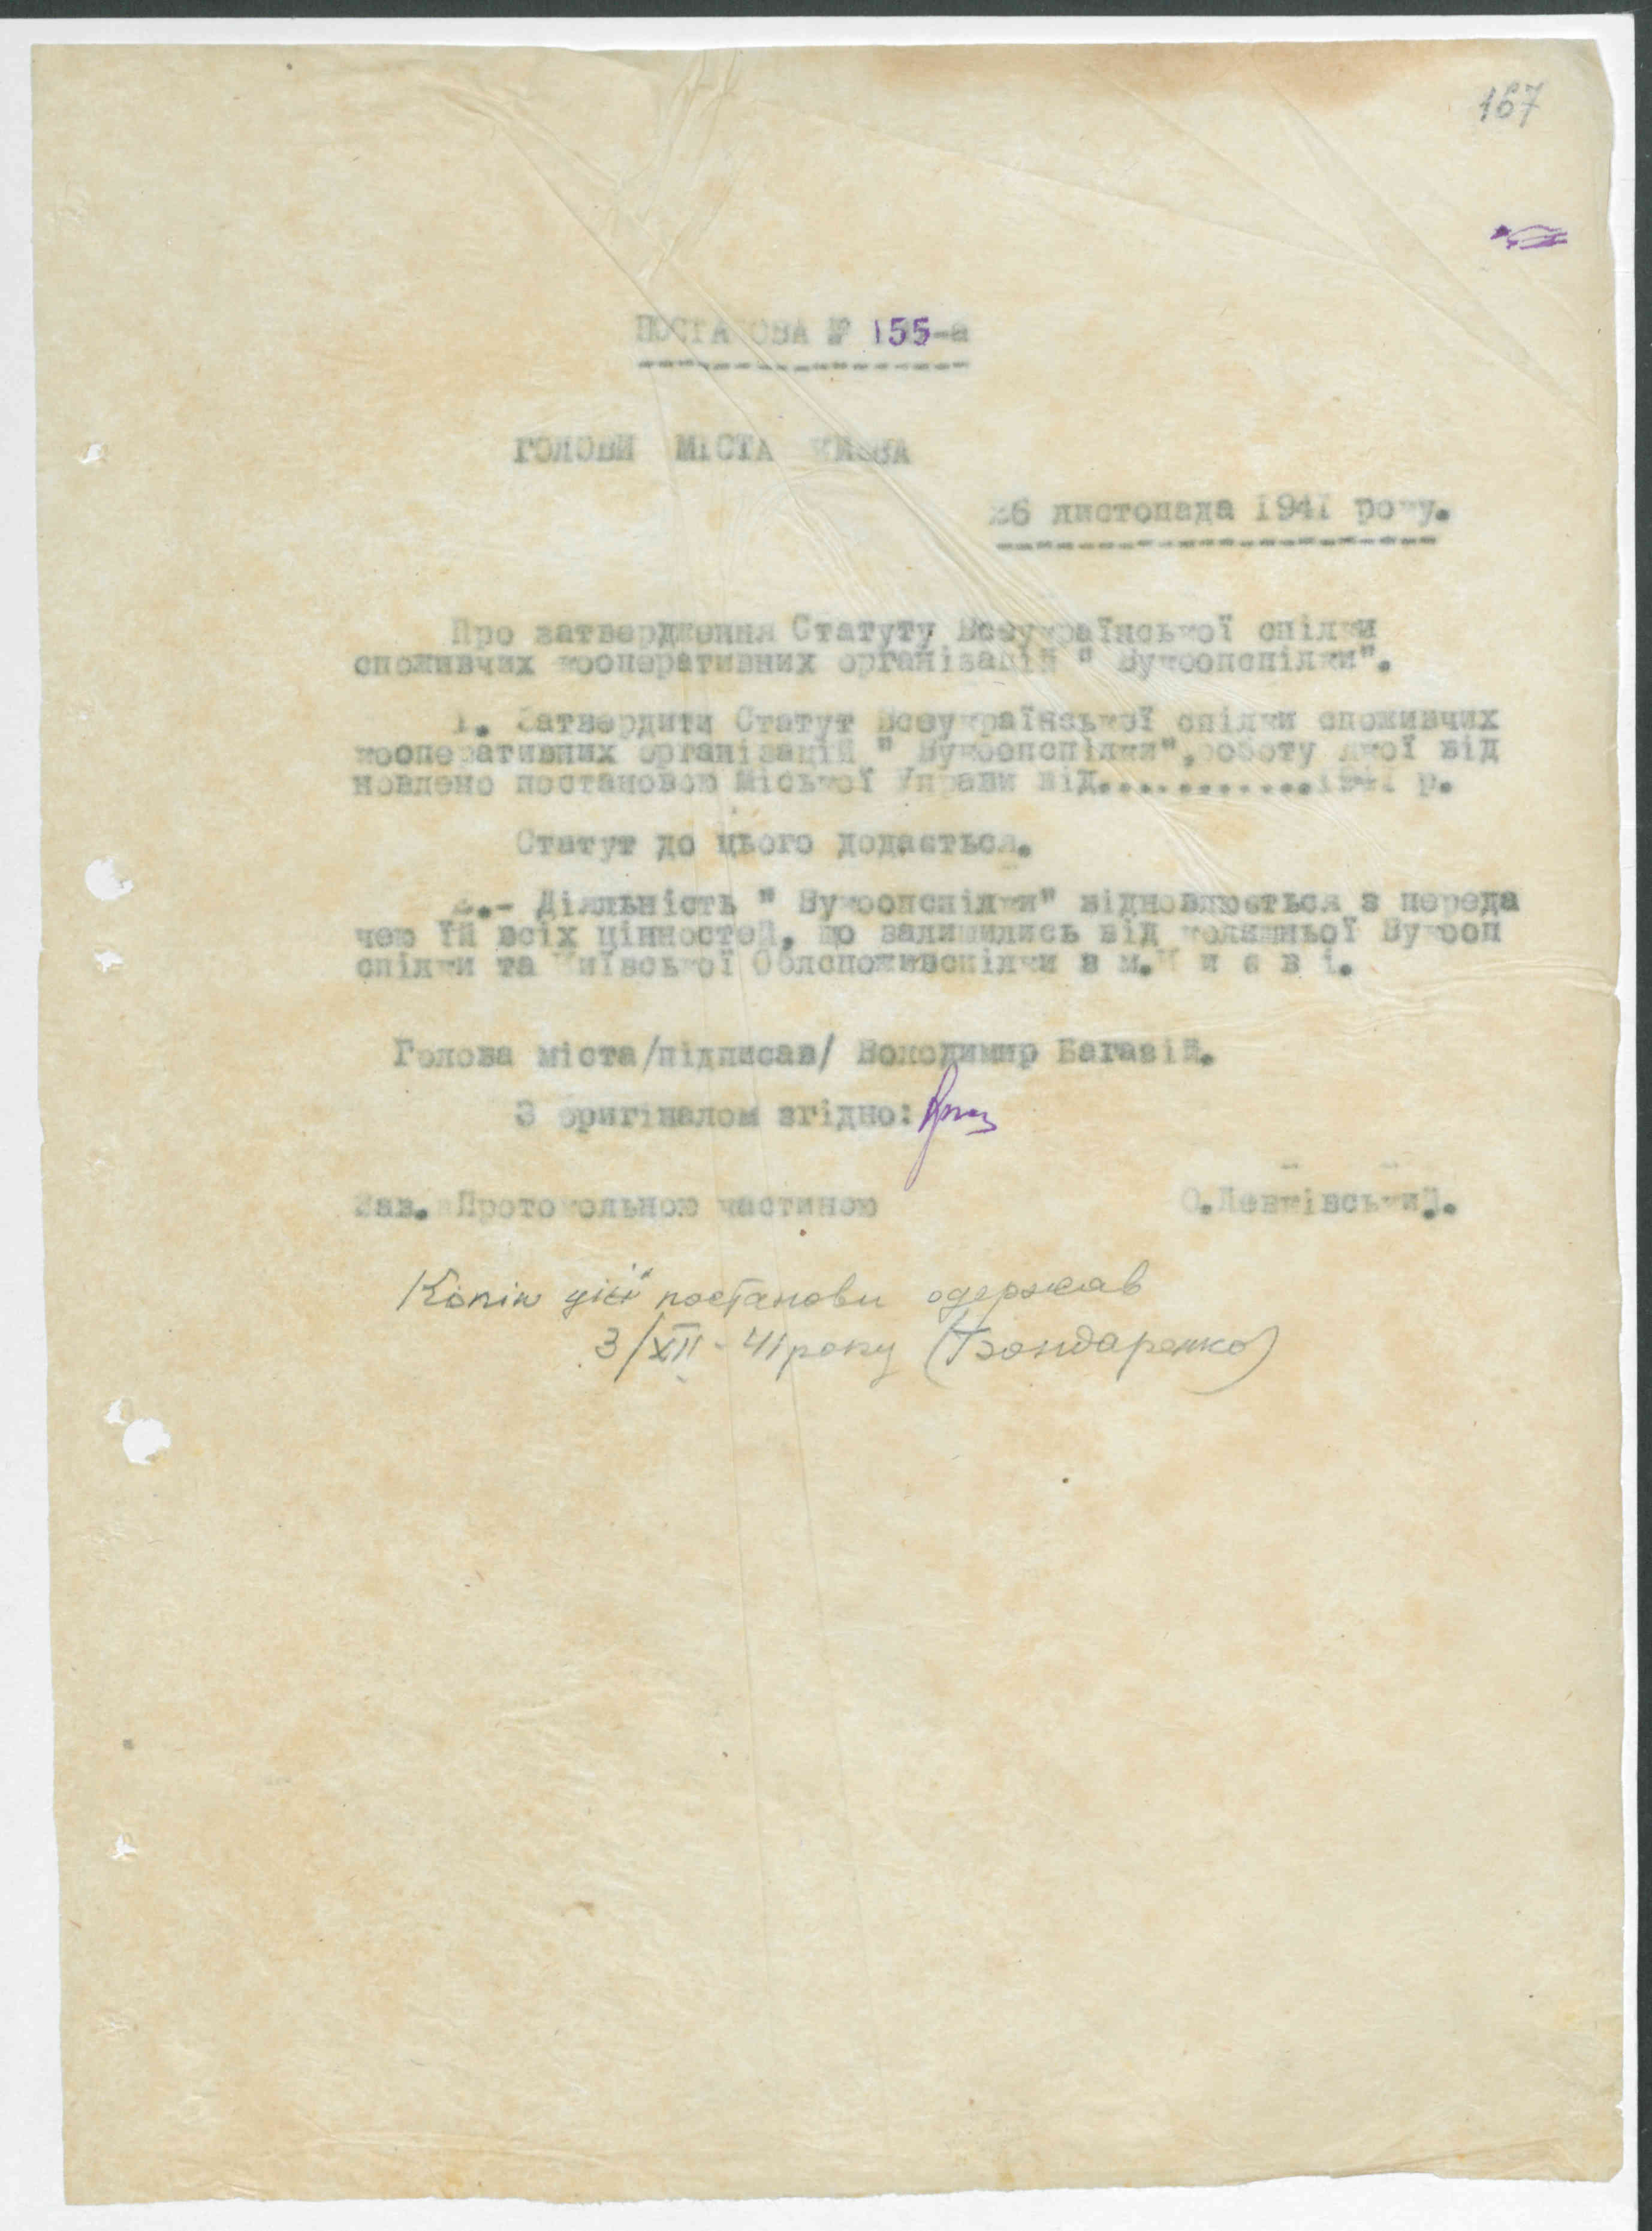 167
ПОСТАНОВА № 155-а
ГОЛОВИ МІСТА КИЄВА
26 листопада 1941 року.
Про затвердження Статуту Всеукраїнської спілки
споживчих кооперативних організацій " Вукоопспілки".
1. Затвердити Статут Всеукраїнської спілки споживчих
кооперативних організацій " Вукоопспілки", роботу якої від
новлено постановою Міської Управи від............1941 р.
Статут до цього додається.
2.- Діяльність " Вукоопспілки" відновлюється з переда
чею їй всіх цінностей, що залишились від колишньої Вукооп
спілки та Київської Облспоживспілки в м.К и є в і.
Голова міста/підписав/ Володимир Багазій.
З оригіналом згідно:
Зав. Протокольною частиною О.Левківський.
Копію цієї постанови одержав
3/XII-41 року (Бондаренко)